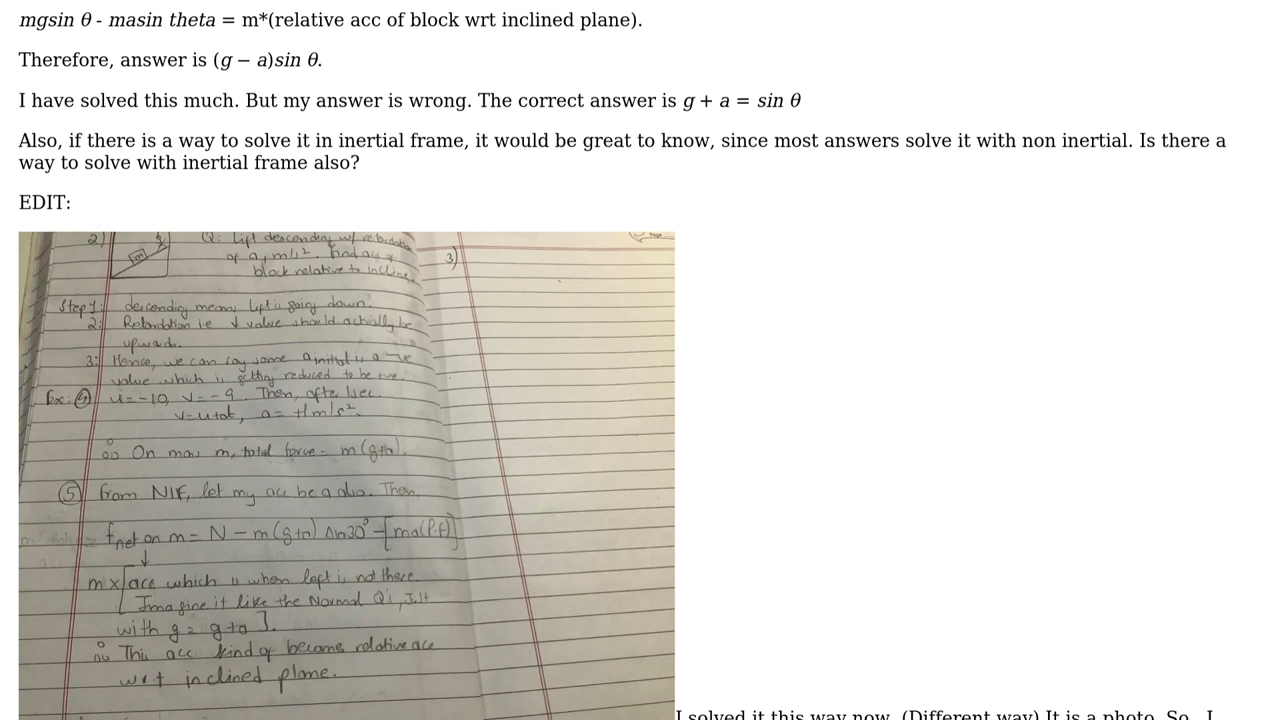 mgsin θ - masin theta = m*(relative acc of block wrt inclined plane).
Therefore, answer is (g − a)sin θ.
I have solved this much. But my answer is wrong. The correct answer is g + a = sin θ
Also, if there is a way to solve it in inertial frame, it would be great to know, since most answers solve it with non inertial. Is there a
way to solve with inertial frame also?
EDIT:
2) Q: Lift descending w/ retardation
of a, m/s². Find acc of
block relative to incline.
m
3)
Step 1: descending means lift is going down.
2: Retardation ie ↓ value should actually be
upwards.
3: Hence, we can say some a initial is a -ve
value which is getting reduced to be +ve.
Ex: 4 u = -10, v = -9. Then, after 1sec.
v=u+at, a = +1 m/s².
∴ On mass m, total force = m(g+a).
5 from NIF, let my acc be a also. Then,
Fnet on m = N - m(g+a) sin30° - [ma(P.f)]
↓
m x [acc which is when left is not there.
Imagine it like the Normal Q's, Just
with g = g+a].
∴ This acc kind of becomes relative acc
wrt inclined plane.
I solved it this way now. (Different way) It is a photo. So, I